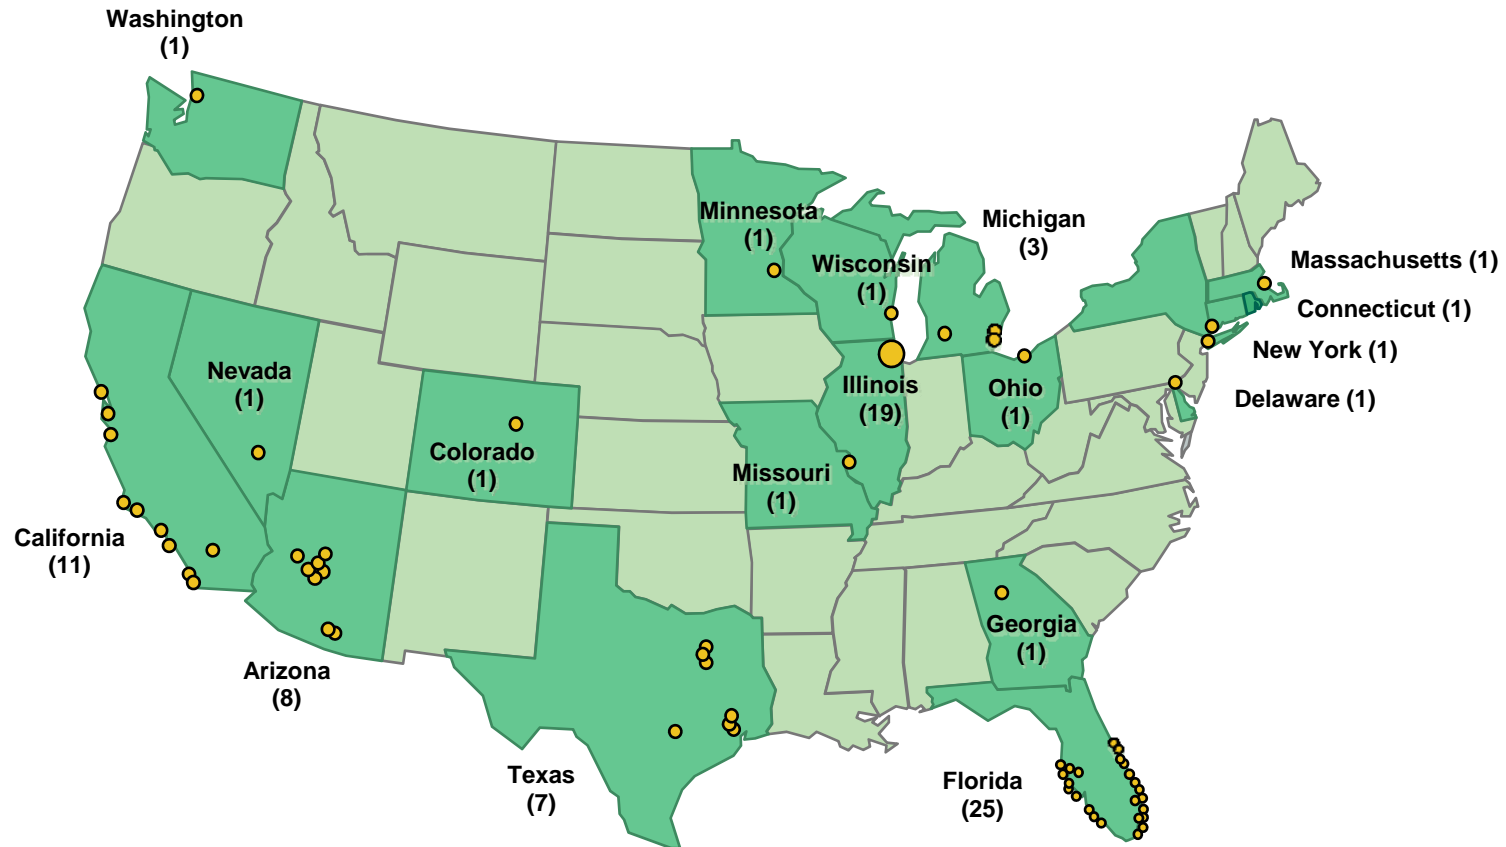 Washington
(1)
Minnesota
(1)
Michigan
(3)
Wisconsin
(1)
Massachusetts (1)
Connecticut (1)
New York (1)
Delaware (1)
Nevada
(1)
Illinois
(19)
Ohio
(1)
Colorado
(1)
Missouri
(1)
California
(11)
Georgia
(1)
Arizona
(8)
Texas
(7)
Florida
(25)